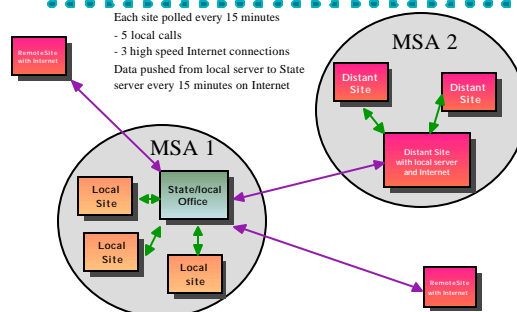 Each site polled every 15 minutes
- 5 local calls
- 3 high speed Internet connections
Data pushed from local server to State
server every 15 minutes on Internet
RemoteSite
with Internet
MSA 2
Distant
Site
Distant
Site
Distant Site
with local server
and Internet
MSA 1
State/local
Office
Local
Site
Local
Site
Local
site
RemoteSite
with Internet